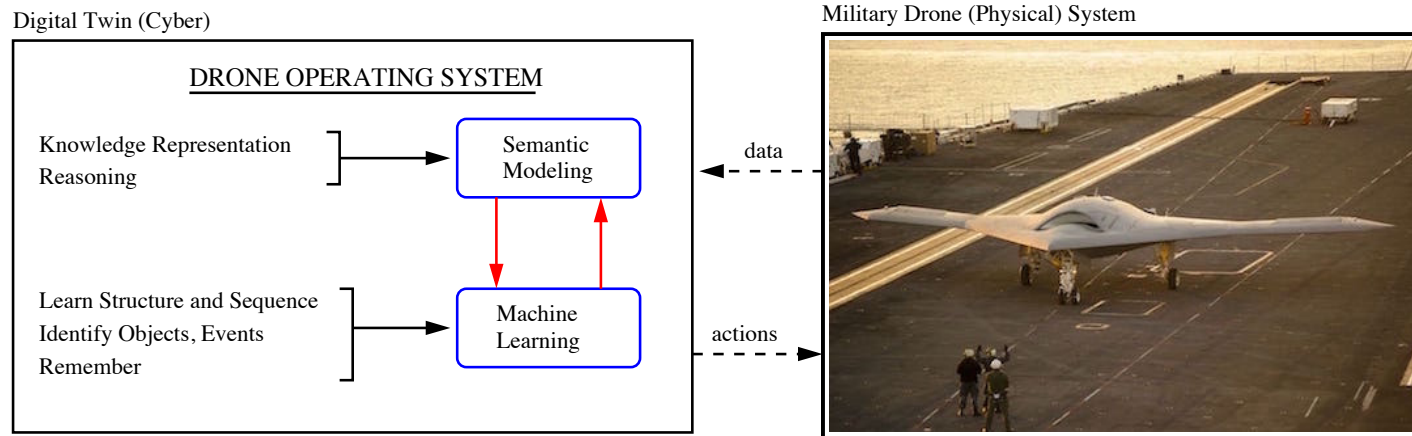 Digital Twin (Cyber)
Military Drone (Physical) System
DRONE OPERATING SYSTEM
Knowledge Representation
Reasoning
Semantic
Modeling
data
Learn Structure and Sequence
Identify Objects, Events
Remember
Machine
Learning
actions